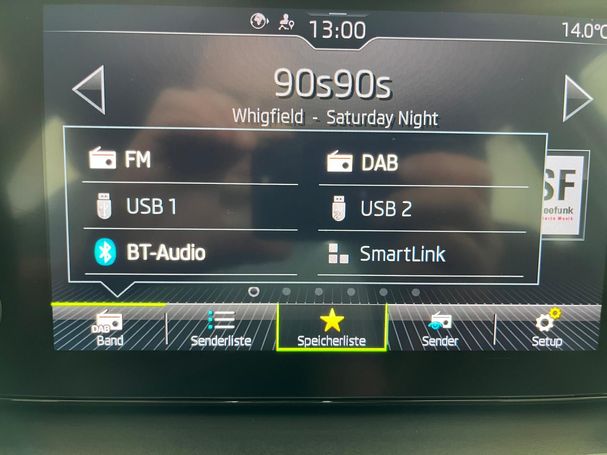 13:00
14.0°C
90s90s
Whigfield - Saturday Night
FM
DAB
USB 1
USB 2
BT-Audio
SmartLink
SF
eefunk
DAB
Band
Senderliste
Speicherliste
Sender
Setup